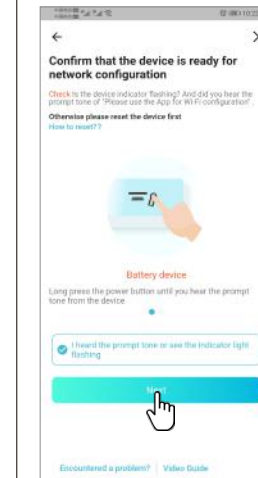 Confirm that the device is ready for
network configuration
Check Is the device indicator flashing? And did you hear the
prompt tone of "Please use the App for Wi-Fi configuration".
Otherwise please reset the device first
How to reset??
Battery device
Long press the power button until you hear the prompt
tone from the device
I heard the prompt tone or see the indicator light
flashing
Next
Encountered a problem? | Video Guide